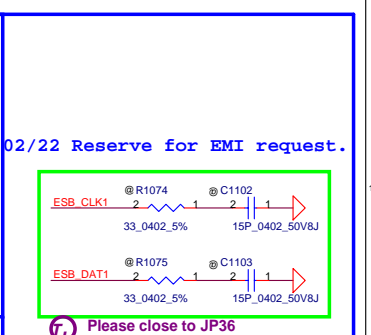 02/22 Reserve for EMI request.
@ R1074 @ C1102
ESB_CLK1 2 1 2 1
33_0402_5% 15P_0402_50V8J
@ R1075 @ C1103
ESB_DAT1 2 1 2 1
33_0402_5% 15P_0402_50V8J
Please close to JP36